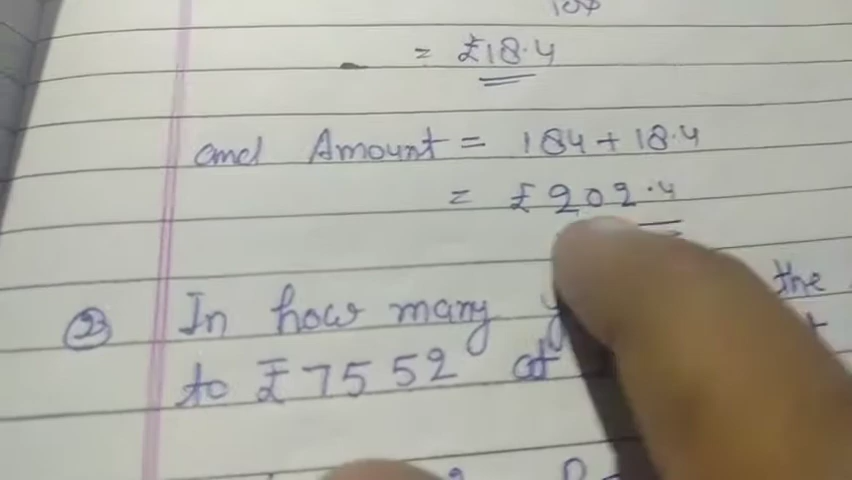 = ₹18.4
and Amount = 184 + 18.4
= ₹202.4
② In how many the
to ₹7552 at